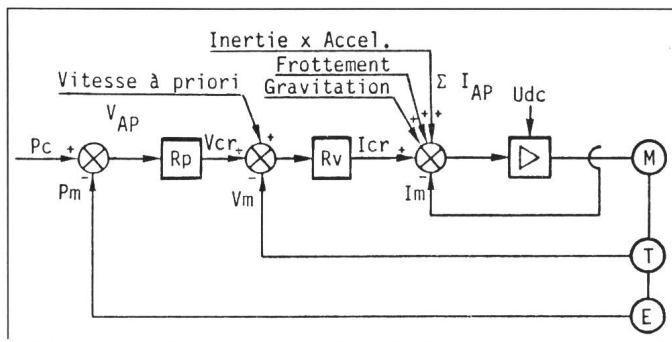 Inertie x Accel.
Frottement
Gravitation
Σ I AP
Vitesse à priori
V AP
Udc
Pc
+
Rp
Vcr
+
+
Rv
Icr
+
+
+
+
M
-
Pm
-
Vm
-
Im
T
E